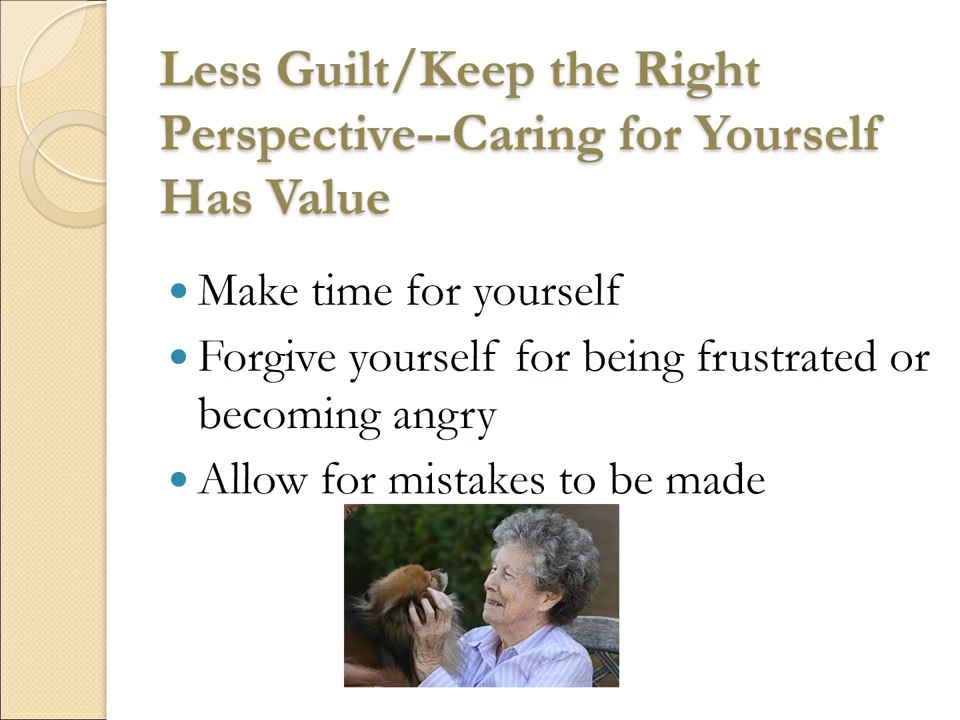 Less Guilt/Keep the Right
Perspective--Caring for Yourself
Has Value
Make time for yourself
Forgive yourself for being frustrated or
becoming angry
Allow for mistakes to be made